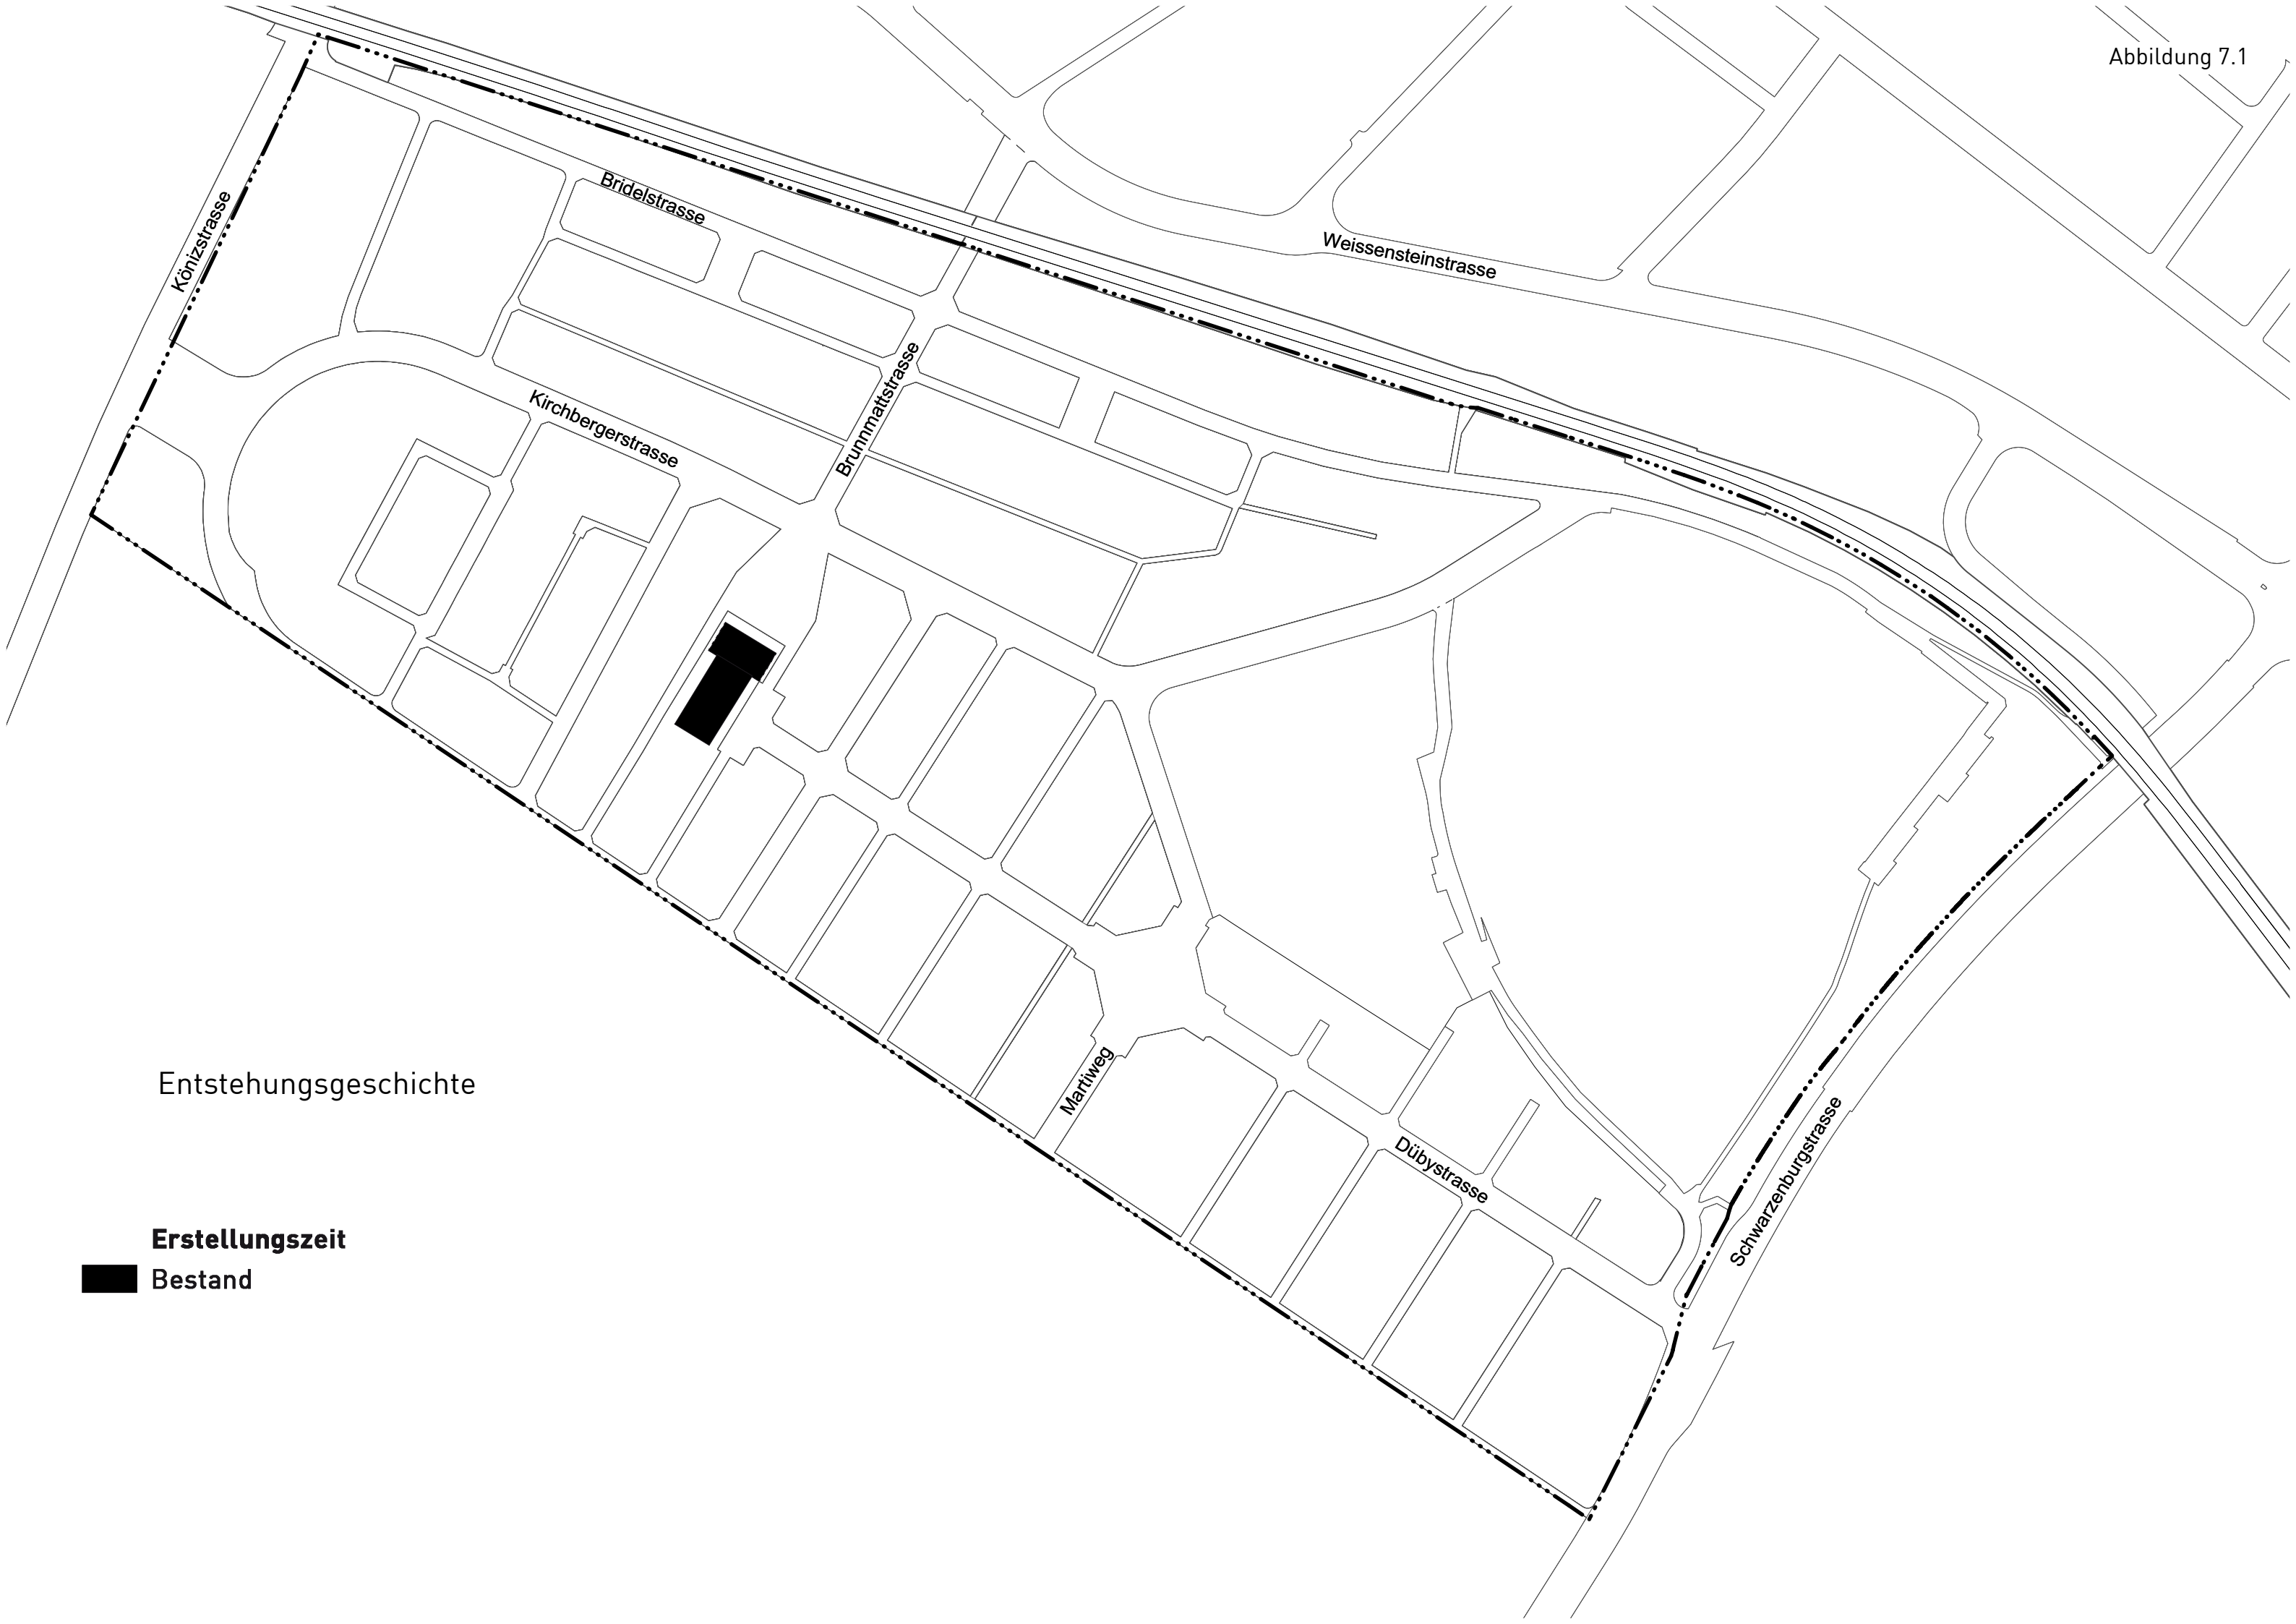 Abbildung 7.1
Könizstrasse
Bridelstrasse
Weissensteinstrasse
Kirchbergerstrasse
Brunnmattstrasse
Martiweg
Dübystrasse
Schwarzenburgstrasse
Entstehungsgeschichte
Erstellungszeit
Bestand